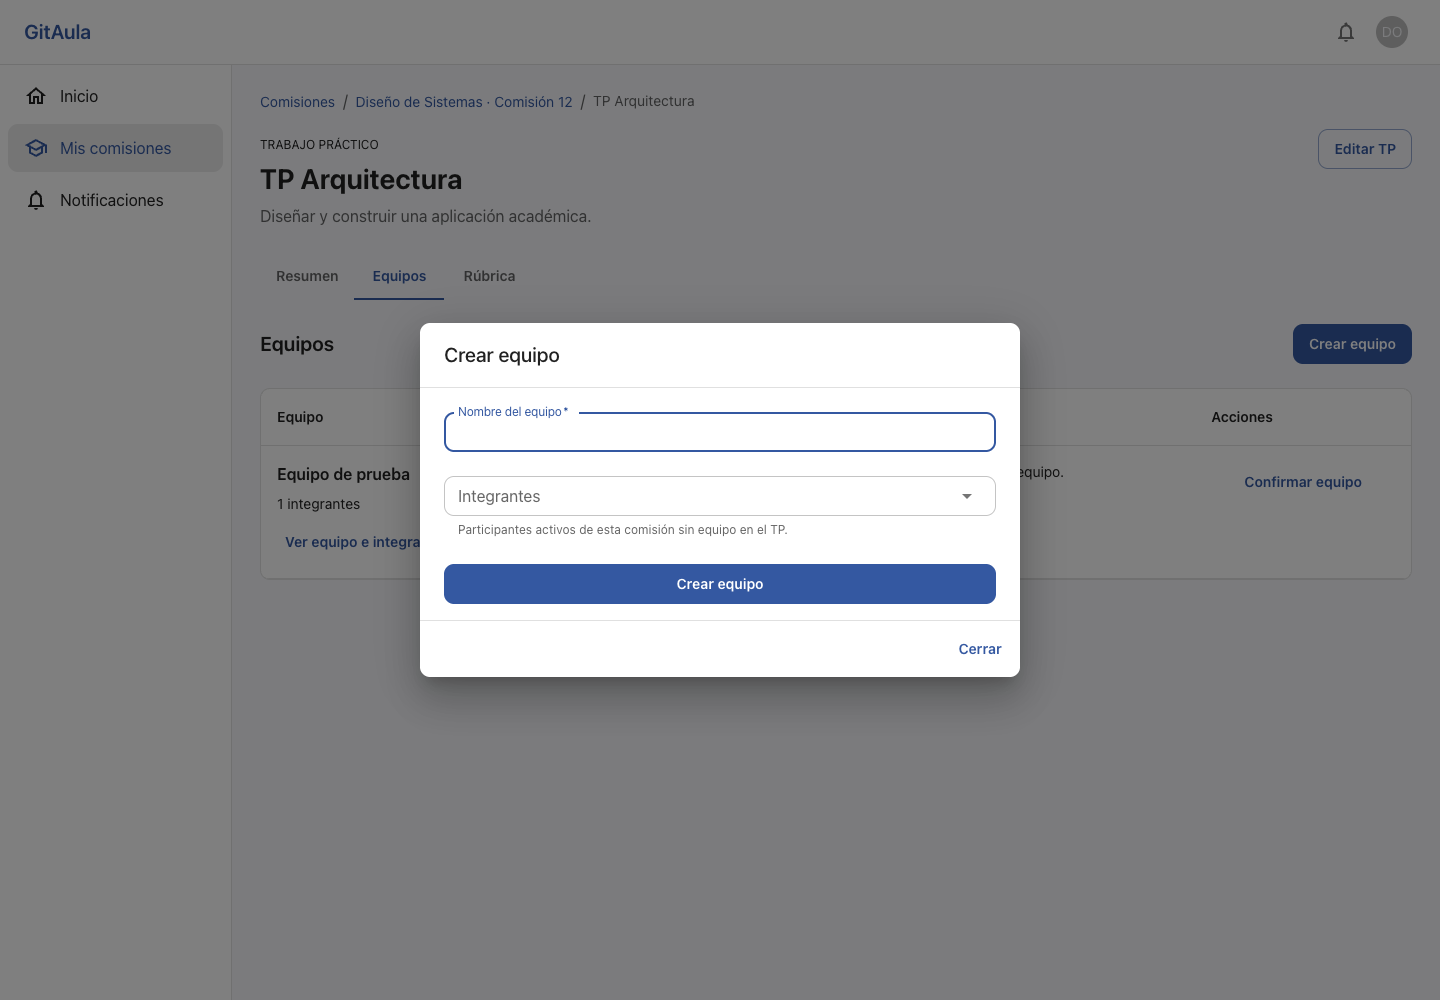 GitAula
DO
Inicio
Mis comisiones
Notificaciones
Comisiones / Diseño de Sistemas · Comisión 12 / TP Arquitectura
TRABAJO PRÁCTICO
Editar TP
TP Arquitectura
Diseñar y construir una aplicación académica.
Resumen
Equipos
Rúbrica
Equipos
Crear equipo
Equipo
Acciones
Equipo de prueba
1 integrantes
Ver equipo e integra
equipo.
Confirmar equipo
Crear equipo
Nombre del equipo*
Integrantes
Participantes activos de esta comisión sin equipo en el TP.
Crear equipo
Cerrar